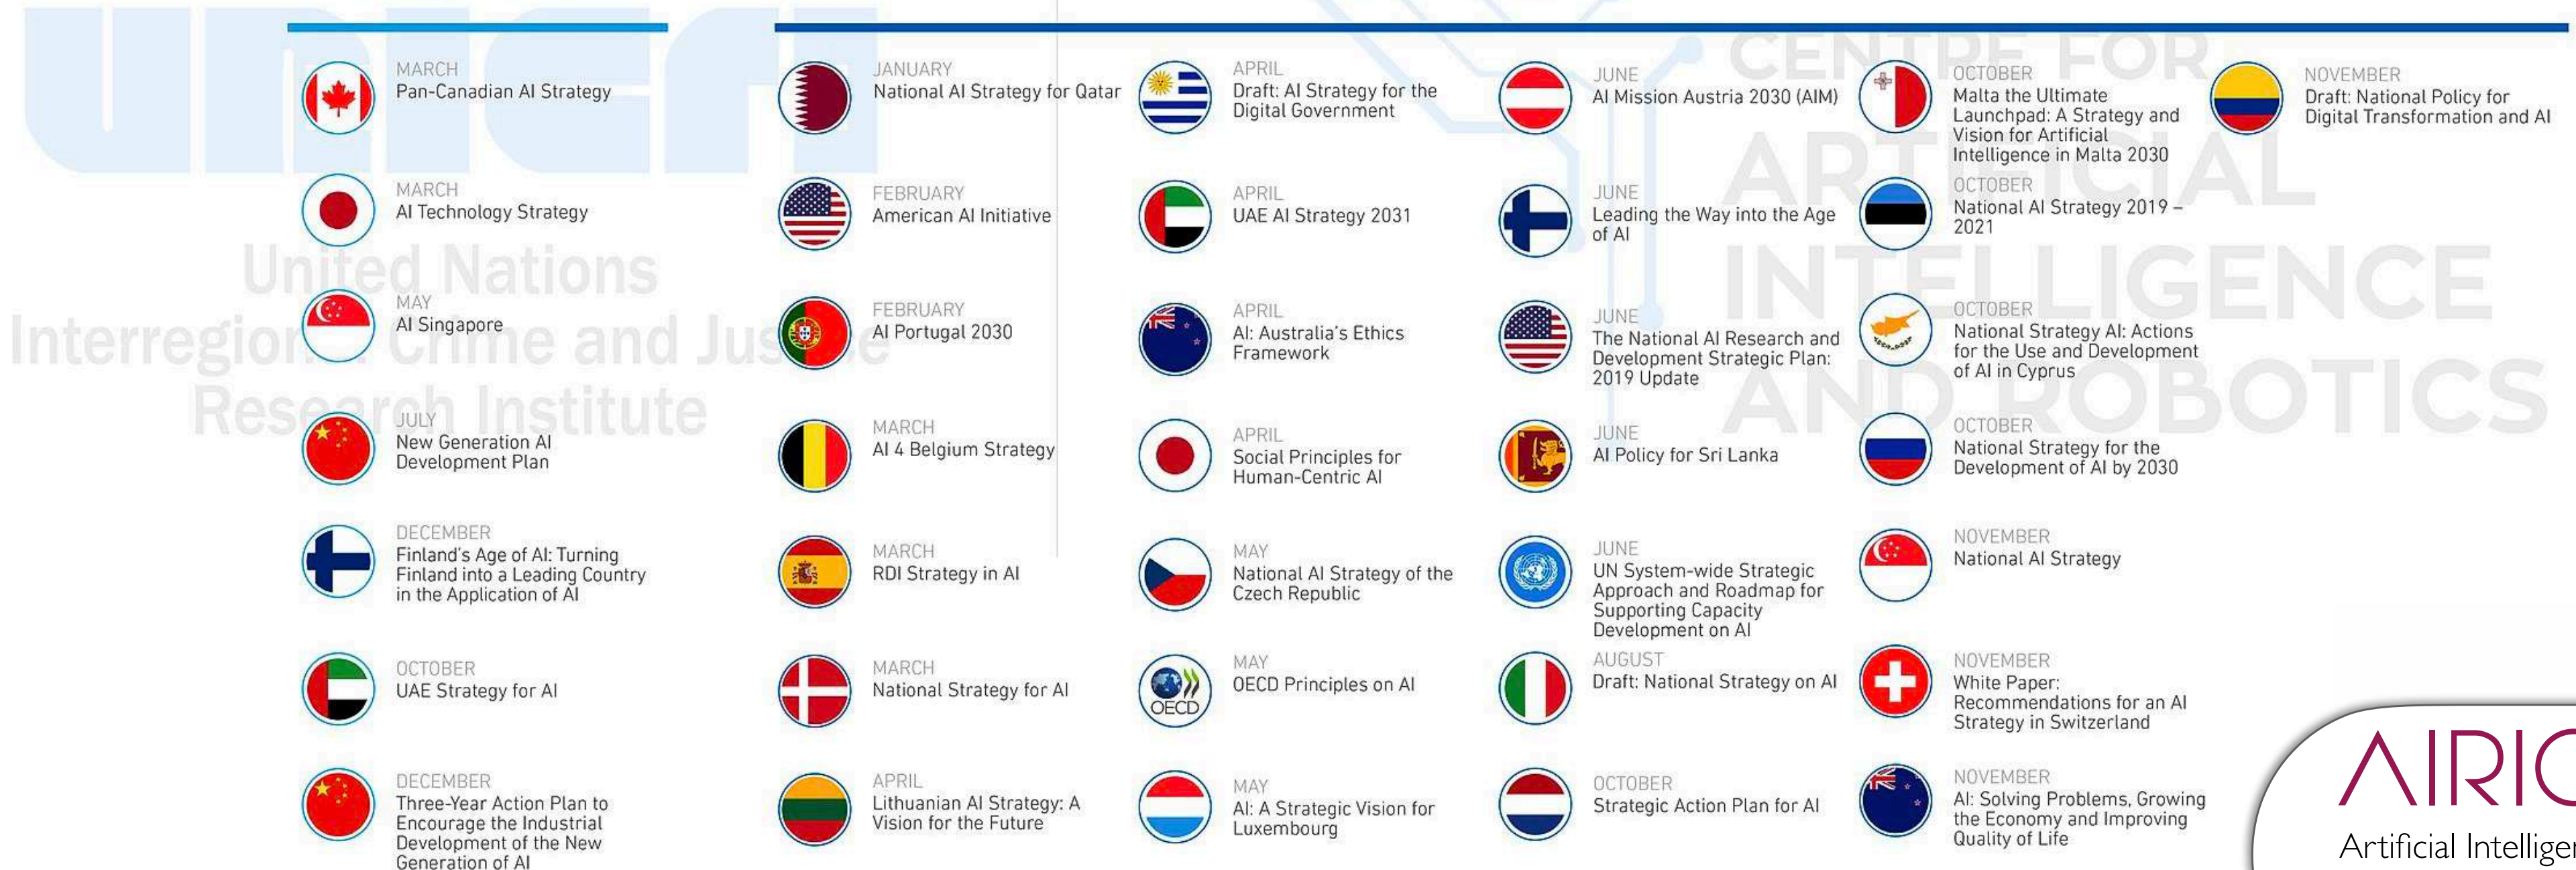 MARCH
Pan-Canadian AI Strategy
MARCH
AI Technology Strategy
MAY
AI Singapore
JULY
New Generation AI
Development Plan
DECEMBER
Finland's Age of AI: Turning
Finland into a Leading Country
in the Application of AI
OCTOBER
UAE Strategy for AI
DECEMBER
Three-Year Action Plan to
Encourage the Industrial
Development of the New
Generation of AI
JANUARY
National AI Strategy for Qatar
FEBRUARY
American AI Initiative
FEBRUARY
AI Portugal 2030
MARCH
AI 4 Belgium Strategy
MARCH
RDI Strategy in AI
MARCH
National Strategy for AI
APRIL
Lithuanian AI Strategy: A
Vision for the Future
APRIL
Draft: AI Strategy for the
Digital Government
APRIL
UAE AI Strategy 2031
APRIL
AI: Australia's Ethics
Framework
APRIL
Social Principles for
Human-Centric AI
MAY
National AI Strategy of the
Czech Republic
OECD
MAY
OECD Principles on AI
MAY
AI: A Strategic Vision for
Luxembourg
JUNE
AI Mission Austria 2030 (AIM)
JUNE
Leading the Way into the Age
of AI
JUNE
The National AI Research and
Development Strategic Plan:
2019 Update
JUNE
AI Policy for Sri Lanka
JUNE
UN System-wide Strategic
Approach and Roadmap for
Supporting Capacity
Development on AI
AUGUST
Draft: National Strategy on AI
OCTOBER
Strategic Action Plan for AI
OCTOBER
Malta the Ultimate
Launchpad: A Strategy and
Vision for Artificial
Intelligence in Malta 2030
OCTOBER
National AI Strategy 2019 –
2021
OCTOBER
National Strategy AI: Actions
for the Use and Development
of AI in Cyprus
OCTOBER
National Strategy for the
Development of AI by 2030
NOVEMBER
National AI Strategy
NOVEMBER
White Paper:
Recommendations for an AI
Strategy in Switzerland
NOVEMBER
AI: Solving Problems, Growing
the Economy and Improving
Quality of Life
NOVEMBER
Draft: National Policy for
Digital Transformation and AI
United Nations
Interregional Crime and Justice
Research Institute
CENTRE FOR
ARTIFICIAL
INTELLIGENCE
AND ROBOTICS
Artificial